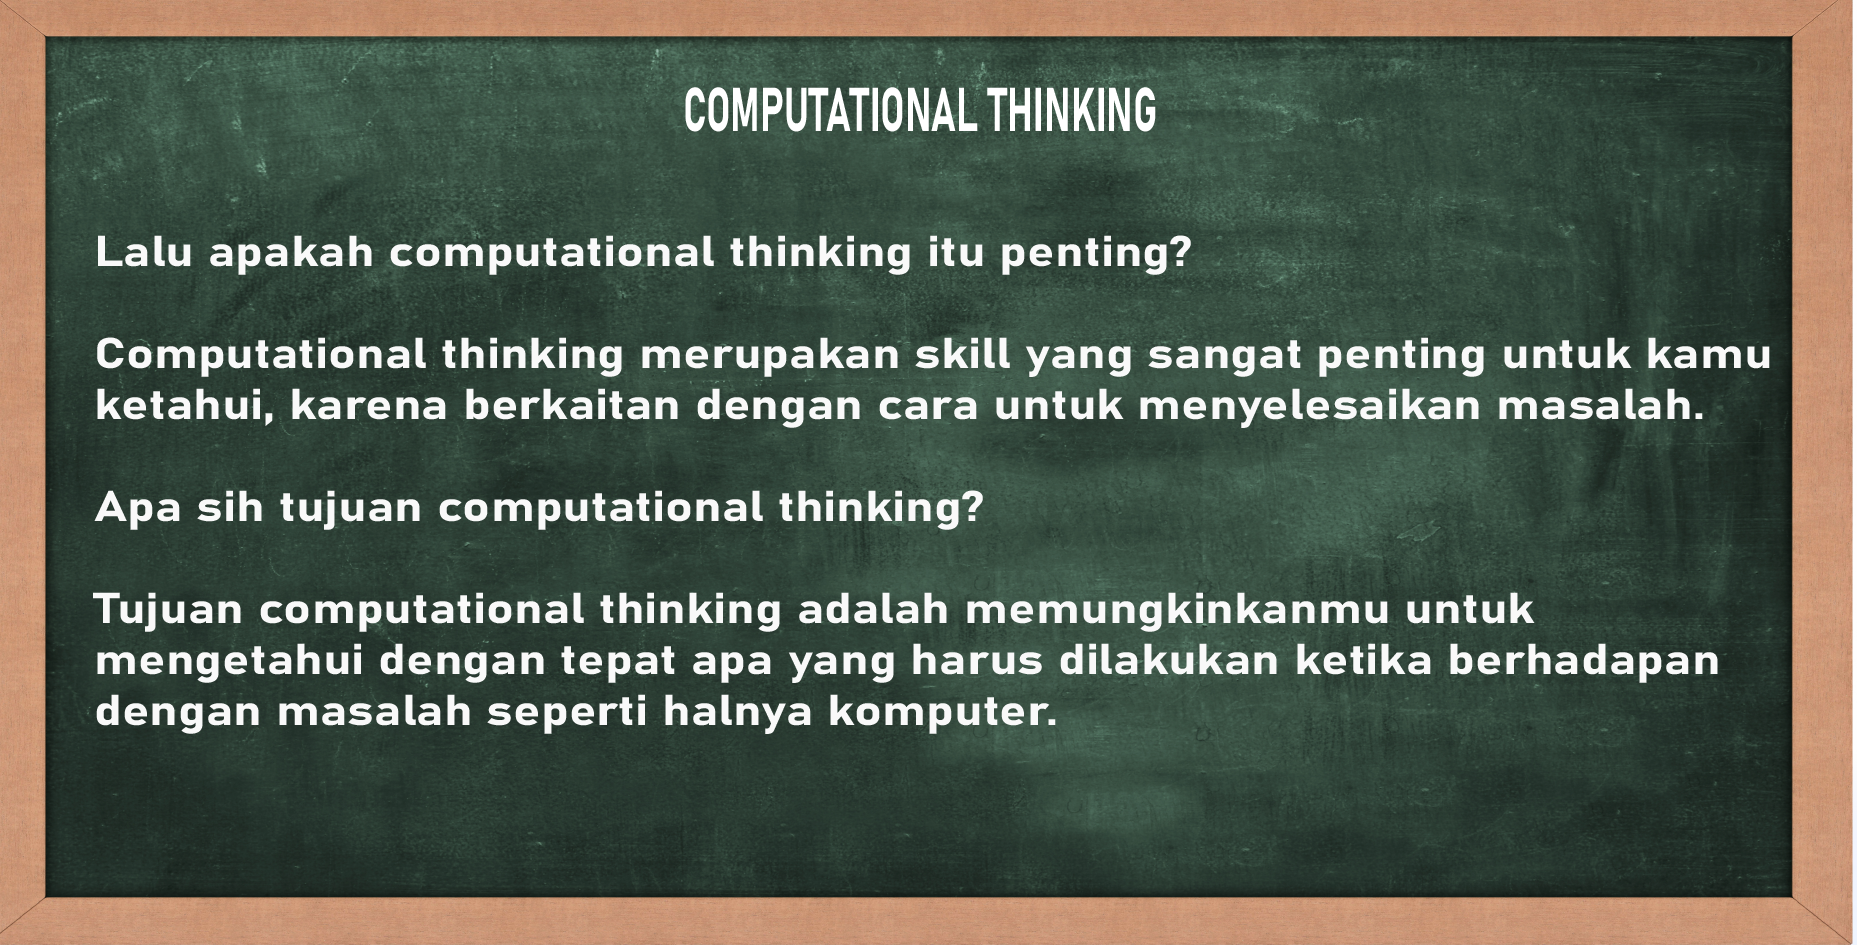 COMPUTATIONAL THINKING
Lalu apakah computational thinking itu penting?
Computational thinking merupakan skill yang sangat penting untuk kamu
ketahui, karena berkaitan dengan cara untuk menyelesaikan masalah.
Apa sih tujuan computational thinking?
Tujuan computational thinking adalah memungkinkanmu untuk
mengetahui dengan tepat apa yang harus dilakukan ketika berhadapan
dengan masalah seperti halnya komputer.